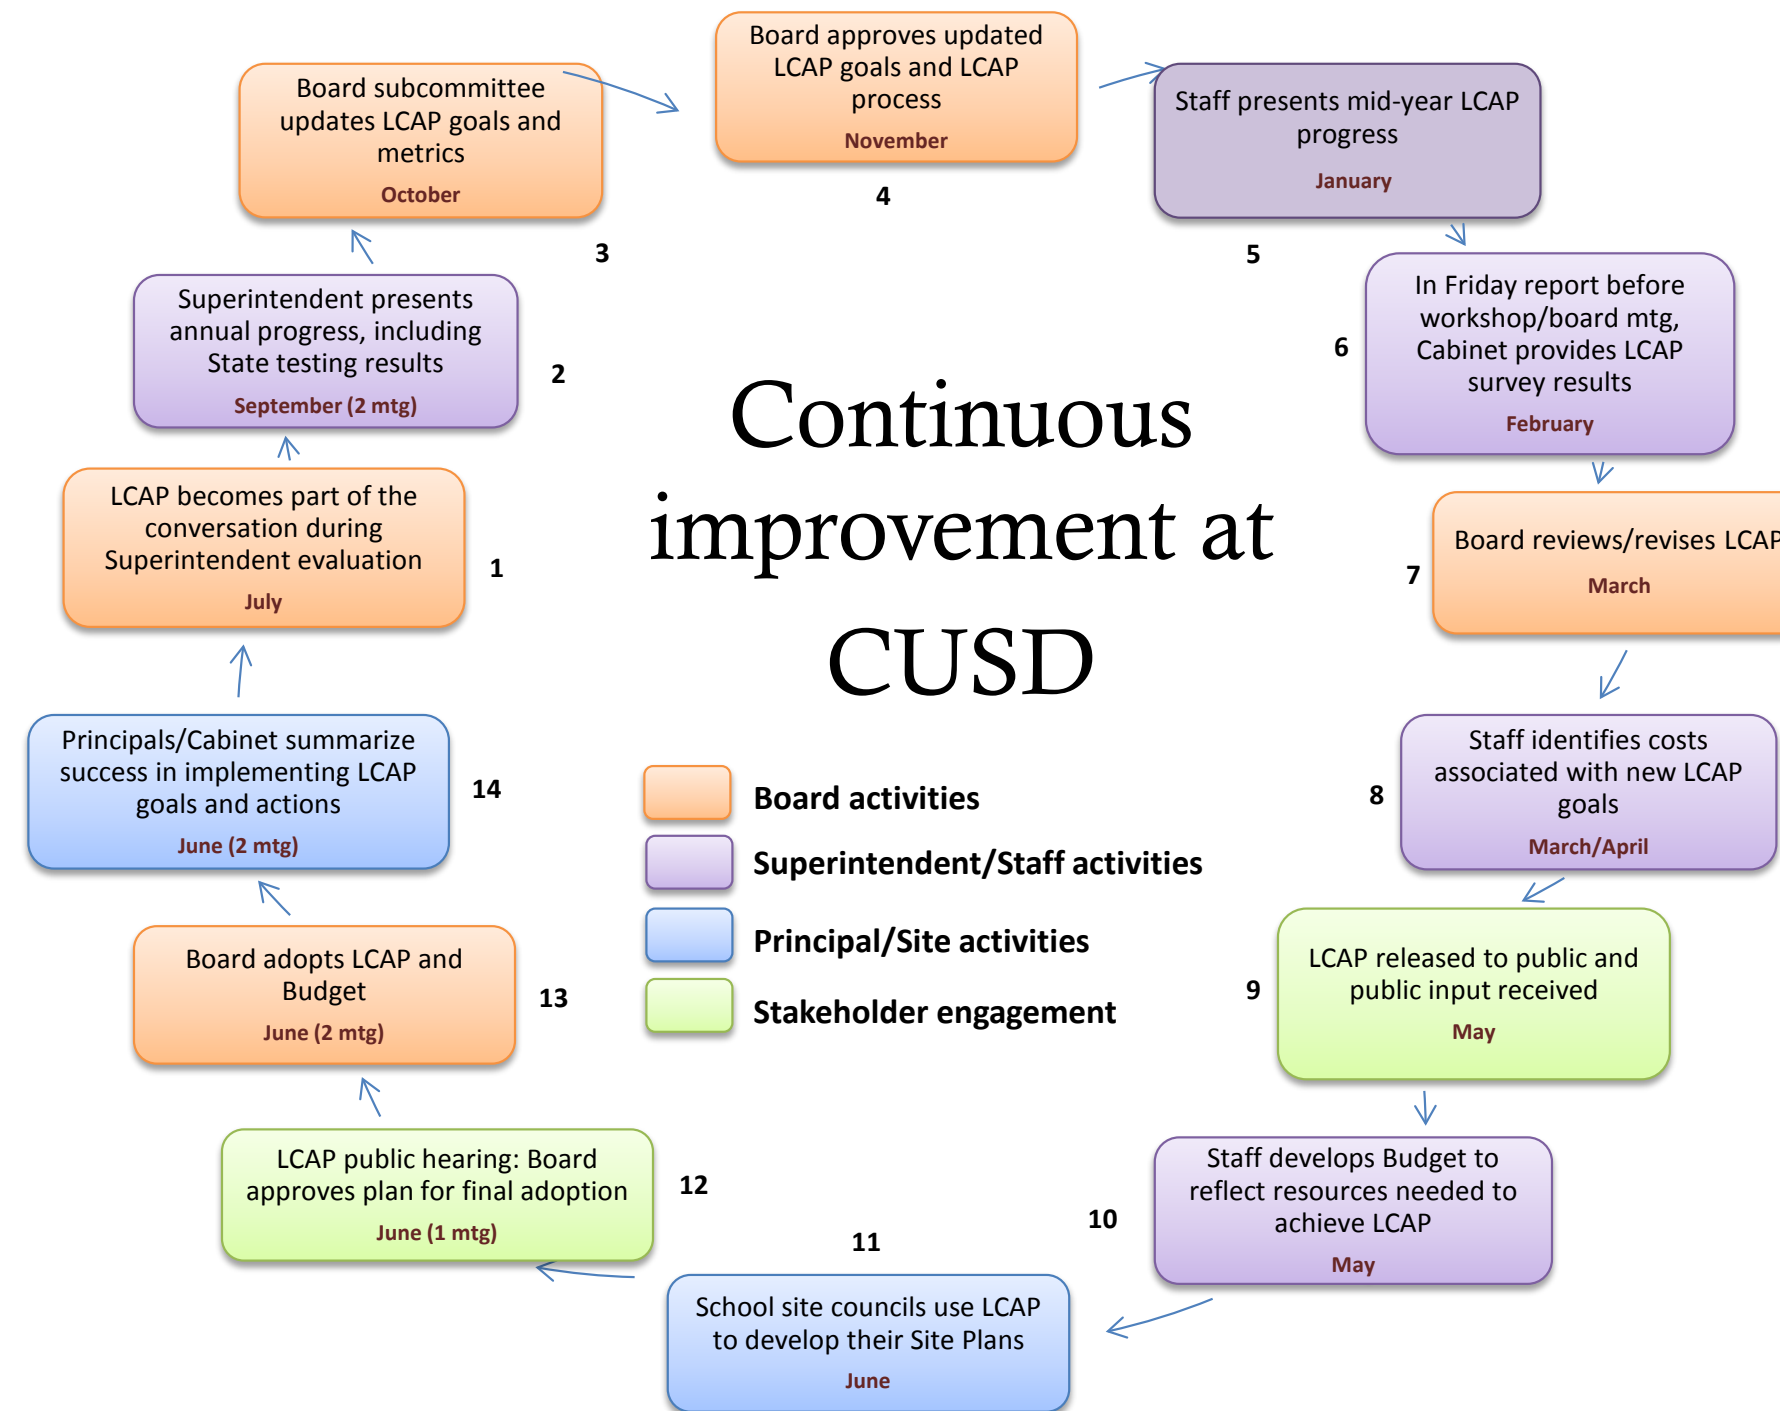 Board approves updated
LCAP goals and LCAP
process
November
4
Board subcommittee
updates LCAP goals and
metrics
October
3
Staff presents mid-year LCAP
progress
January
5
Superintendent presents
annual progress, including
State testing results
September (2 mtg)
2
In Friday report before
workshop/board mtg,
Cabinet provides LCAP
survey results
February
6
Continuous
improvement at
CUSD
LCAP becomes part of the
conversation during
Superintendent evaluation
July
1
Board reviews/revises LCAP
March
7
Principals/Cabinet summarize
success in implementing LCAP
goals and actions
June (2 mtg)
14
Board activities
Superintendent/Staff activities
Principal/Site activities
Stakeholder engagement
Staff identifies costs
associated with new LCAP
goals
March/April
8
Board adopts LCAP and
Budget
June (2 mtg)
13
LCAP released to public and
public input received
May
9
LCAP public hearing: Board
approves plan for final adoption
June (1 mtg)
12
Staff develops Budget to
reflect resources needed to
achieve LCAP
May
10
11
School site councils use LCAP
to develop their Site Plans
June